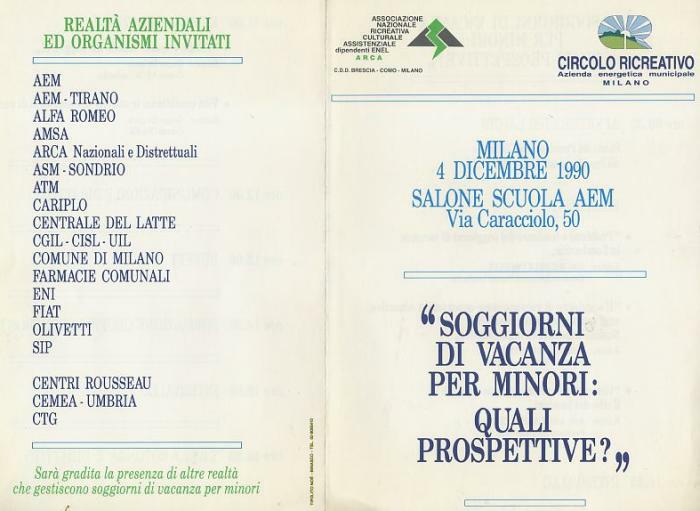 REALTÀ AZIENDALI
ED ORGANISMI INVITATI
AEM
AEM - TIRANO
ALFA ROMEO
AMSA
ARCA Nazionali e Distrettuali
ASM - SONDRIO
ATM
CARIPLO
CENTRALE DEL LATTE
CGIL - CISL - UIL
COMUNE DI MILANO
FARMACIE COMUNALI
ENI
FIAT
OLIVETTI
SIP
CENTRI ROUSSEAU
CEMEA - UMBRIA
CTG
Sarà gradita la presenza di altre realtà
che gestiscono soggiorni di vacanza per minori
ASSOCIAZIONE
NAZIONALE
RICREATIVA
CULTURALE
ASSISTENZIALE
dipendenti ENEL
ARCA
C.D.D. BRESCIA - COMO - MILANO
CIRCOLO RICREATIVO
Azienda energetica municipale
MILANO
MILANO
4 DICEMBRE 1990
SALONE SCUOLA AEM
Via Caracciolo, 50
“SOGGIORNI
DI VACANZA
PER MINORI:
QUALI
PROSPETTIVE?„